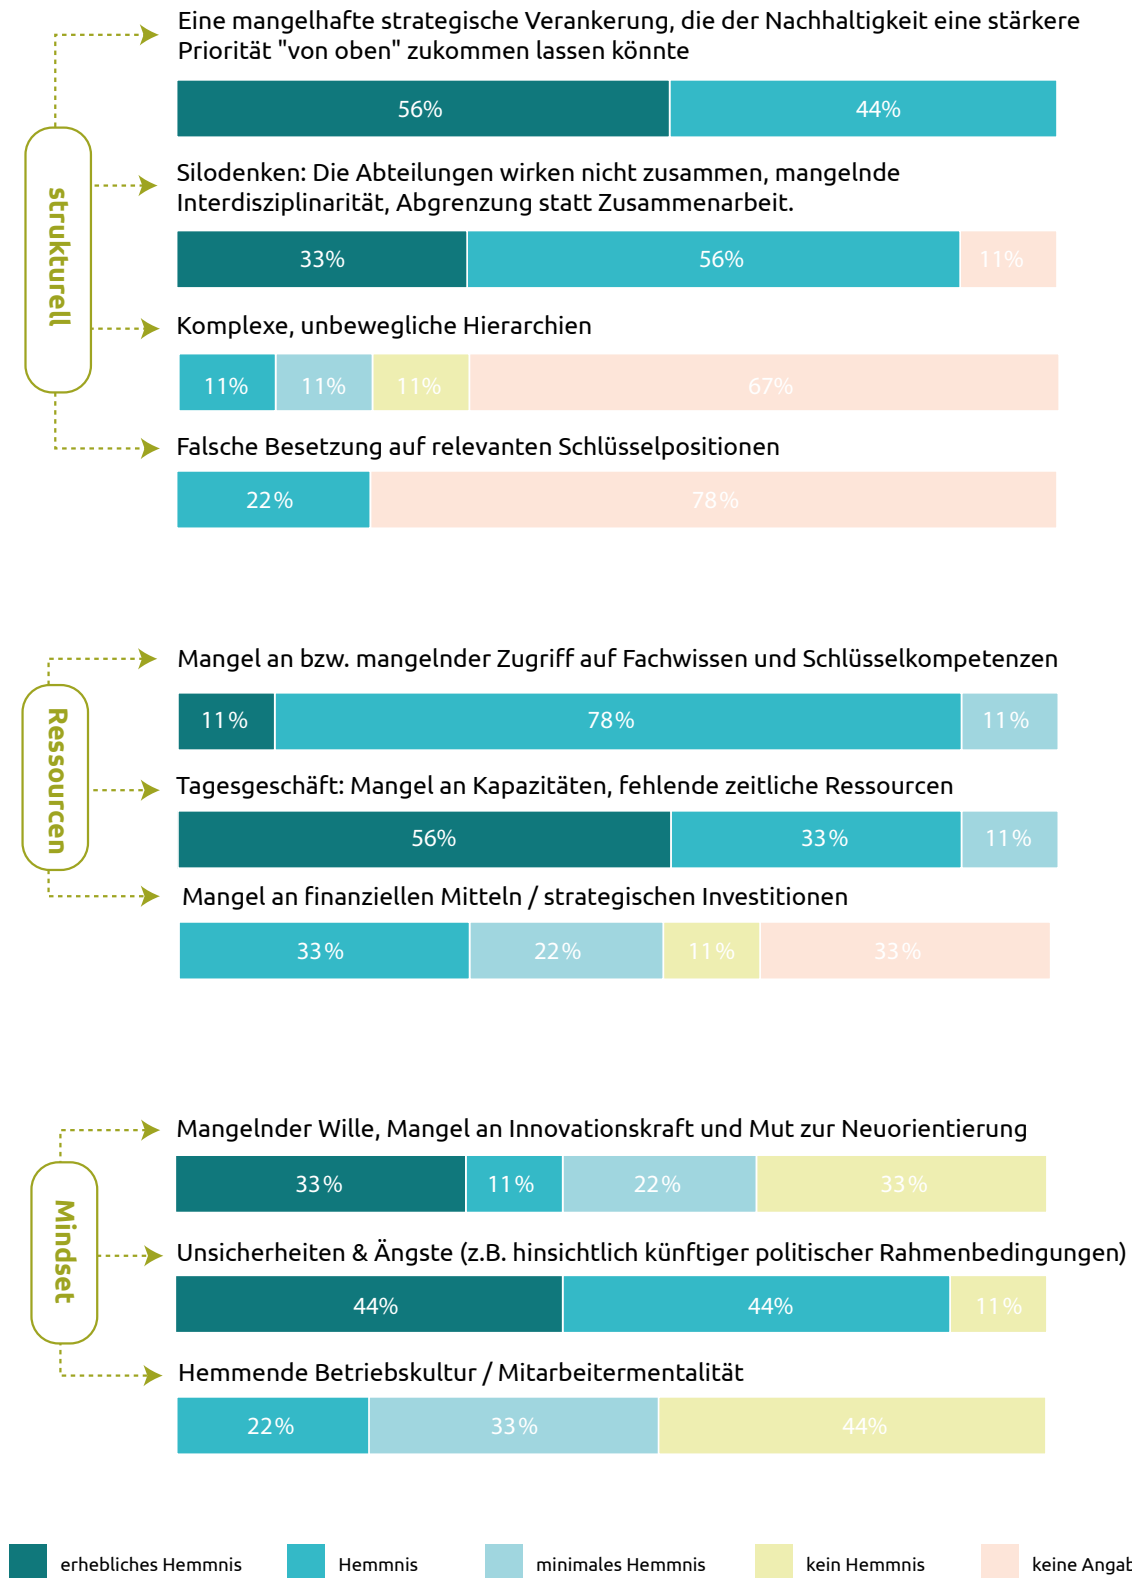 Eine mangelhafte strategische Verankerung, die der Nachhaltigkeit eine stärkere
Priorität "von oben" zukommen lassen könnte
56% 44%
strukturell
Silodenken: Die Abteilungen wirken nicht zusammen, mangelnde
Interdisziplinarität, Abgrenzung statt Zusammenarbeit.
33% 56% 11%
Komplexe, unbewegliche Hierarchien
11% 11% 11% 67%
Falsche Besetzung auf relevanten Schlüsselpositionen
22% 78%
Mangel an bzw. mangelnder Zugriff auf Fachwissen und Schlüsselkompetenzen
11% 78% 11%
Ressourcen
Tagesgeschäft: Mangel an Kapazitäten, fehlende zeitliche Ressourcen
56% 33% 11%
Mangel an finanziellen Mitteln / strategischen Investitionen
33% 22% 11% 33%
Mangelnder Wille, Mangel an Innovationskraft und Mut zur Neuorientierung
33% 11% 22% 33%
Mindset
Unsicherheiten & Ängste (z.B. hinsichtlich künftiger politischer Rahmenbedingungen)
44% 44% 11%
Hemmende Betriebskultur / Mitarbeitermentalität
22% 33% 44%
erhebliches Hemmnis Hemmnis minimales Hemmnis kein Hemmnis keine Angab